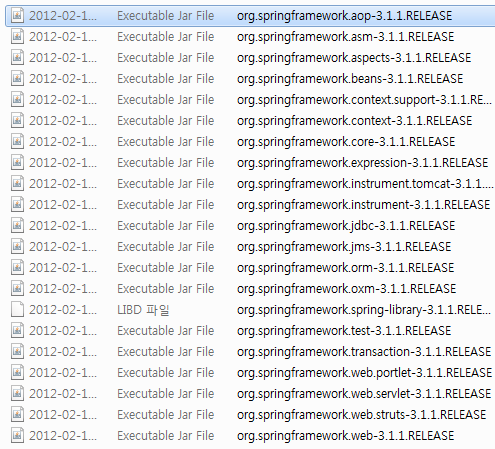 2012-02-1... Executable Jar File org.springframework.aop-3.1.1.RELEASE
2012-02-1... Executable Jar File org.springframework.asm-3.1.1.RELEASE
2012-02-1... Executable Jar File org.springframework.aspects-3.1.1.RELEASE
2012-02-1... Executable Jar File org.springframework.beans-3.1.1.RELEASE
2012-02-1... Executable Jar File org.springframework.context.support-3.1.1.RE...
2012-02-1... Executable Jar File org.springframework.context-3.1.1.RELEASE
2012-02-1... Executable Jar File org.springframework.core-3.1.1.RELEASE
2012-02-1... Executable Jar File org.springframework.expression-3.1.1.RELEASE
2012-02-1... Executable Jar File org.springframework.instrument.tomcat-3.1.1....
2012-02-1... Executable Jar File org.springframework.instrument-3.1.1.RELEASE
2012-02-1... Executable Jar File org.springframework.jdbc-3.1.1.RELEASE
2012-02-1... Executable Jar File org.springframework.jms-3.1.1.RELEASE
2012-02-1... Executable Jar File org.springframework.orm-3.1.1.RELEASE
2012-02-1... Executable Jar File org.springframework.oxm-3.1.1.RELEASE
2012-02-1... LIBD 파일 org.springframework.spring-library-3.1.1.RELE...
2012-02-1... Executable Jar File org.springframework.test-3.1.1.RELEASE
2012-02-1... Executable Jar File org.springframework.transaction-3.1.1.RELEASE
2012-02-1... Executable Jar File org.springframework.web.portlet-3.1.1.RELEASE
2012-02-1... Executable Jar File org.springframework.web.servlet-3.1.1.RELEASE
2012-02-1... Executable Jar File org.springframework.web.struts-3.1.1.RELEASE
2012-02-1... Executable Jar File org.springframework.web-3.1.1.RELEASE